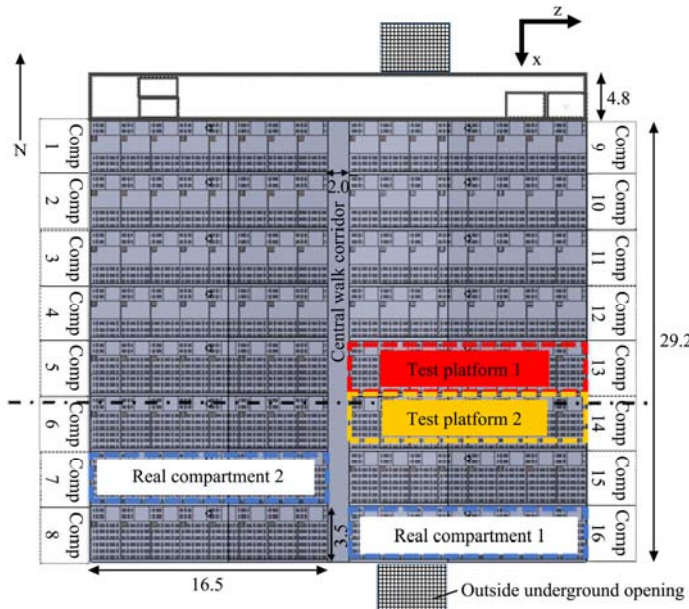 z
x
4.8
N
Comp 1
Comp 9
2.0
Comp 2
Comp 10
Comp 3
Comp 11
Central walk corridor
Comp 4
Comp 12
29.2
Comp 5
Test platform 1
Comp 13
Comp 6
Test platform 2
Comp 14
Comp 7
Real compartment 2
Comp 15
Comp 8
3.5
Real compartment 1
Comp 16
16.5
Outside underground opening